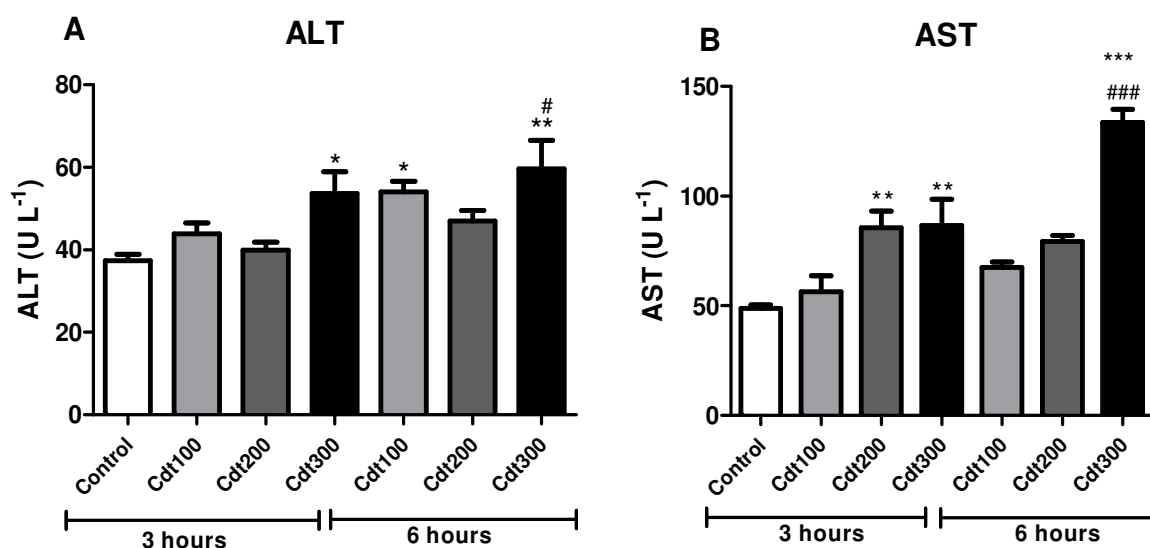 A
ALT
80
60
40
20
0
ALT (U L⁻¹)
*
*
#
**
Control
Cdt100
Cdt200
Cdt300
Cdt100
Cdt200
Cdt300
3 hours
6 hours
B
AST
150
100
50
0
AST (U L⁻¹)
**
**
***
###
Control
Cdt100
Cdt200
Cdt300
Cdt100
Cdt200
Cdt300
3 hours
6 hours